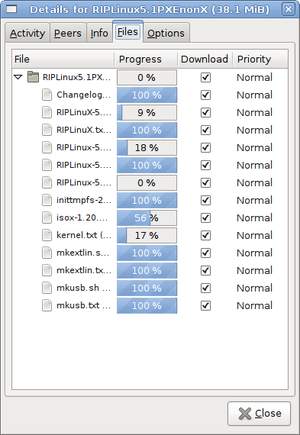 Details for RIPLinux5.1PXEnonX (38.1 MiB)
Activity Peers Info Files Options
File Progress Download Priority
RIPLinux5.1PX... 0 % Normal
Changelog... 100 % Normal
RIPLinuX-5.... 9 % Normal
RIPLinuX.tx... 100 % Normal
RIPLinux-5.... 18 % Normal
RIPLinux-5.... 100 % Normal
RIPLinux-5.... 0 % Normal
inittmpfs-2... 100 % Normal
isox-1.20.... 56 % Normal
kernel.txt (... 17 % Normal
mkextlin.s... 100 % Normal
mkextlin.tx... 100 % Normal
mkusb.sh ... 100 % Normal
mkusb.txt ... 100 % Normal
Close